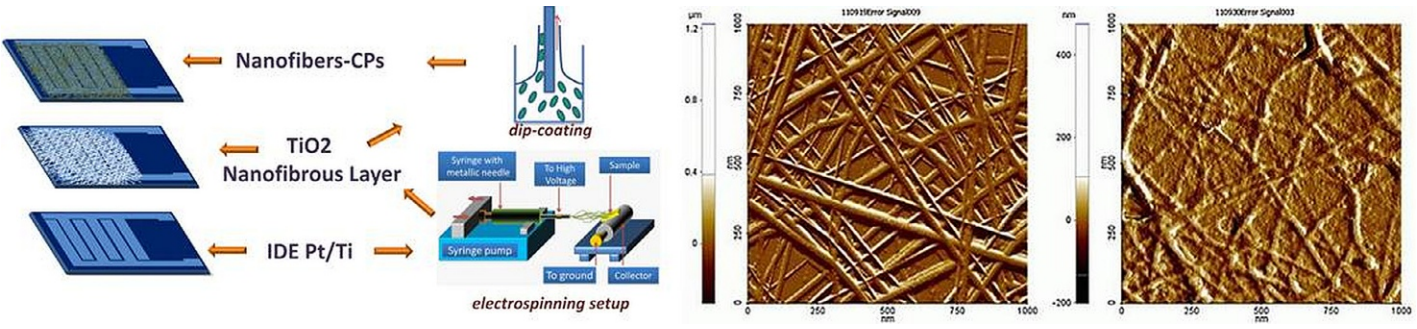 Nanofibers-CPs
dip-coating
TiO2
Nanofibrous Layer
IDE Pt/Ti
Syringe with
metallic needle
To High
Voltage
Sample
Syringe pump
To ground
Collector
electrospinning setup
110919Error Signal009
µm
1.2
0.8
0.4
0
1000
750
500
250
0
0
250
500
750
1000
nm
110930Error Signal003
nm
400
200
0
-200
1000
750
500
250
0
0
250
500
750
1000
nm